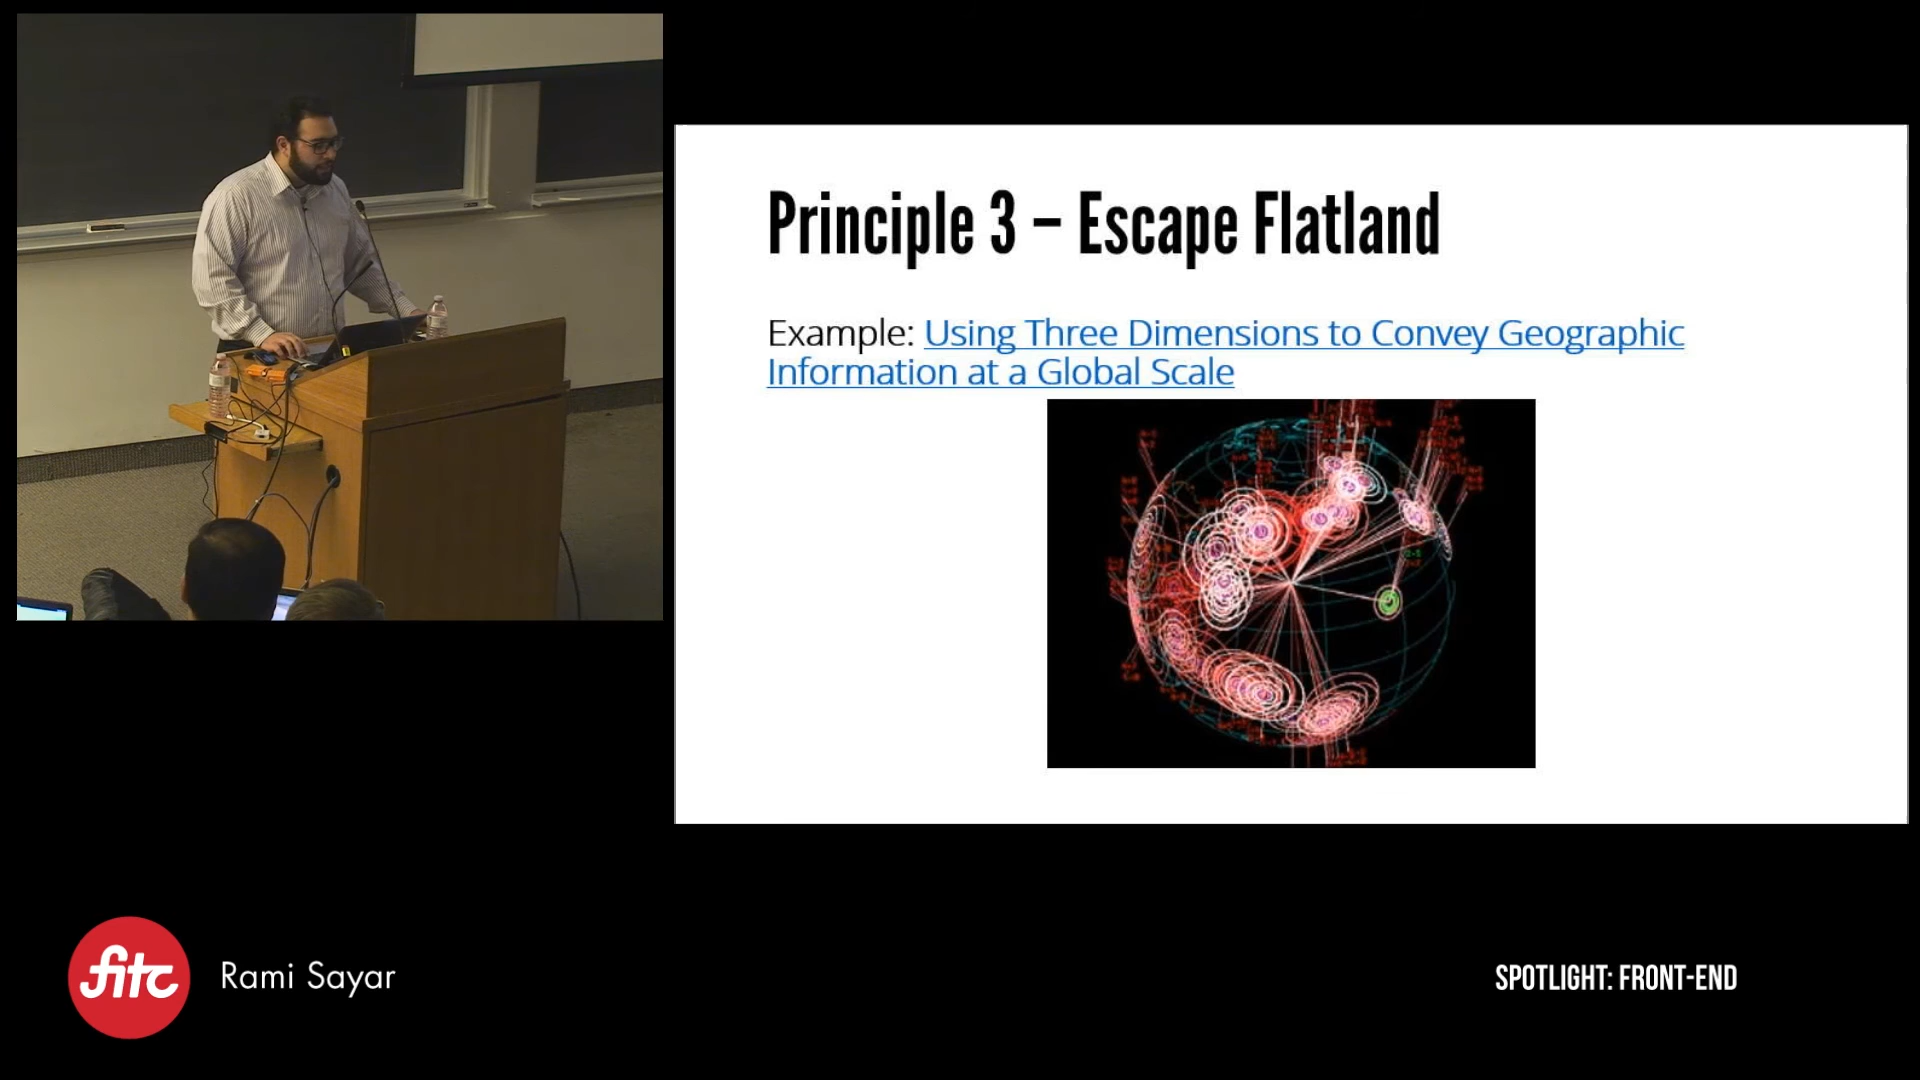 Principle 3 – Escape Flatland
Example: Using Three Dimensions to Convey Geographic
Information at a Global Scale
fitc
Rami Sayar
SPOTLIGHT: FRONT-END